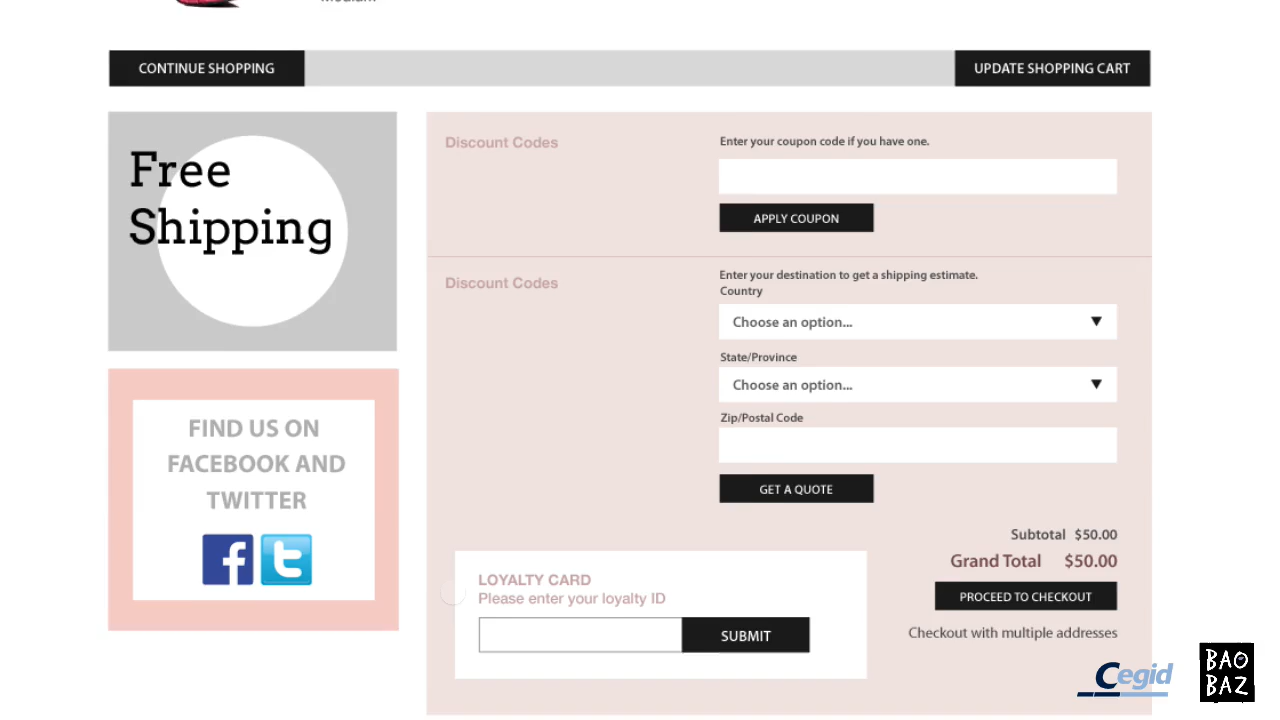 Medium
CONTINUE SHOPPING
UPDATE SHOPPING CART
Free
Shipping
FIND US ON
FACEBOOK AND
TWITTER
f t
Discount Codes
Enter your coupon code if you have one.
APPLY COUPON
Discount Codes
Enter your destination to get a shipping estimate.
Country
Choose an option...
State/Province
Choose an option...
Zip/Postal Code
GET A QUOTE
Subtotal $50.00
Grand Total $50.00
PROCEED TO CHECKOUT
Checkout with multiple addresses
LOYALTY CARD
Please enter your loyalty ID
SUBMIT
Cegid
BAO
BAZ